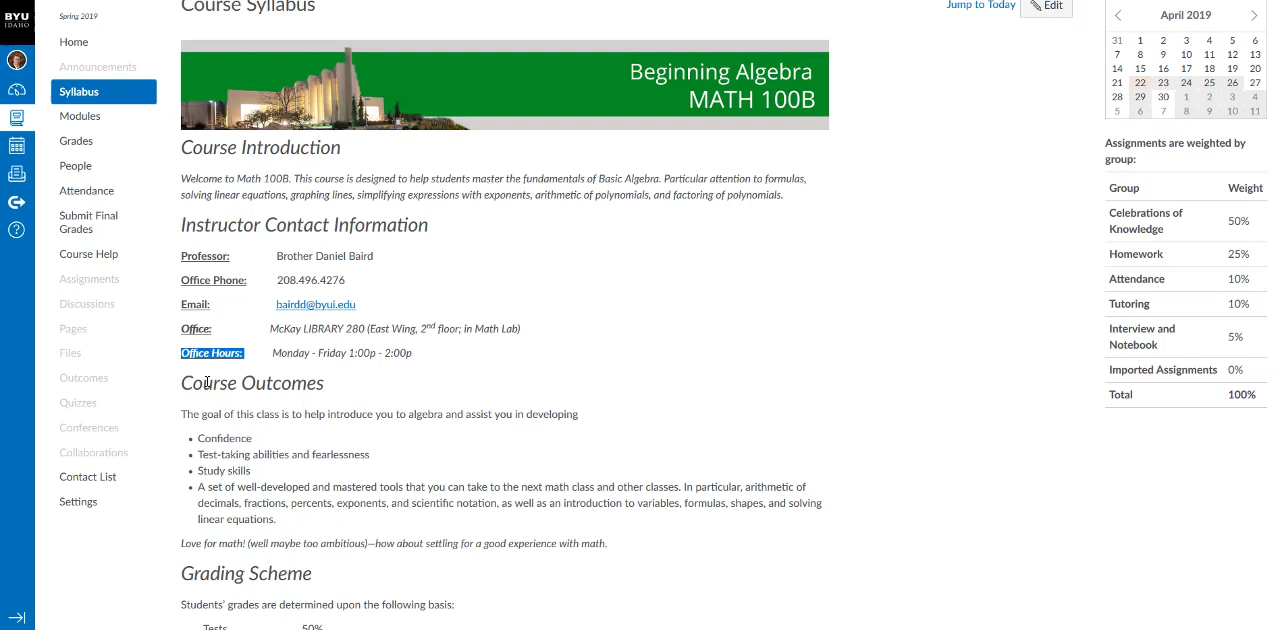 BYU
IDAHO
Spring 2019
Home
Announcements
Syllabus
Modules
Grades
People
Attendance
Submit Final
Grades
Course Help
Assignments
Discussions
Pages
Files
Outcomes
Quizzes
Conferences
Collaborations
Contact List
Settings
Course Syllabus
Jump to Today
Edit
Beginning Algebra
MATH 100B
Course Introduction
Welcome to Math 100B. This course is designed to help students master the fundamentals of Basic Algebra. Particular attention to formulas,
solving linear equations, graphing lines, simplifying expressions with exponents, arithmetic of polynomials, and factoring of polynomials.
Instructor Contact Information
Professor: Brother Daniel Baird
Office Phone: 208.496.4276
Email: bairdd@byui.edu
Office: McKay LIBRARY 280 (East Wing, 2nd floor; in Math Lab)
Office Hours: Monday - Friday 1:00p - 2:00p
Course Outcomes
The goal of this class is to help introduce you to algebra and assist you in developing
• Confidence
• Test-taking abilities and fearlessness
• Study skills
• A set of well-developed and mastered tools that you can take to the next math class and other classes. In particular, arithmetic of
decimals, fractions, percents, exponents, and scientific notation, as well as an introduction to variables, formulas, shapes, and solving
linear equations.
Love for math! (well maybe too ambitious)—how about settling for a good experience with math.
Grading Scheme
Students' grades are determined upon the following basis:
Tests 50%
April 2019
31 1 2 3 4 5 6
7 8 9 10 11 12 13
14 15 16 17 18 19 20
21 22 23 24 25 26 27
28 29 30 1 2 3 4
5 6 7 8 9 10 11
Assignments are weighted by
group:
Group Weight
Celebrations of
Knowledge 50%
Homework 25%
Attendance 10%
Tutoring 10%
Interview and
Notebook 5%
Imported Assignments 0%
Total 100%